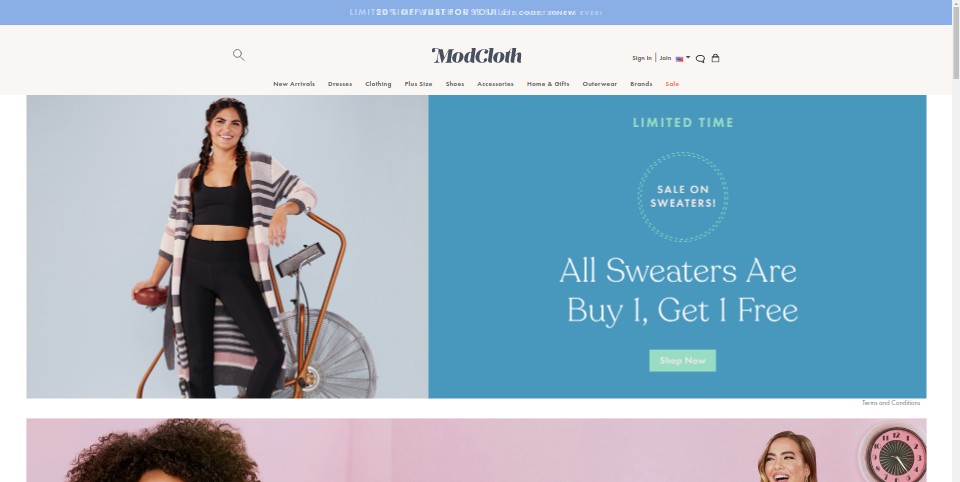 ModCloth
Sign In | Join
New Arrivals Dresses Clothing Plus Size Shoes Accessories Home & Gifts Outerwear Brands Sale
LIMITED TIME
SALE ON
SWEATERS!
All Sweaters Are
Buy 1, Get 1 Free
Shop Now
Terms and Conditions